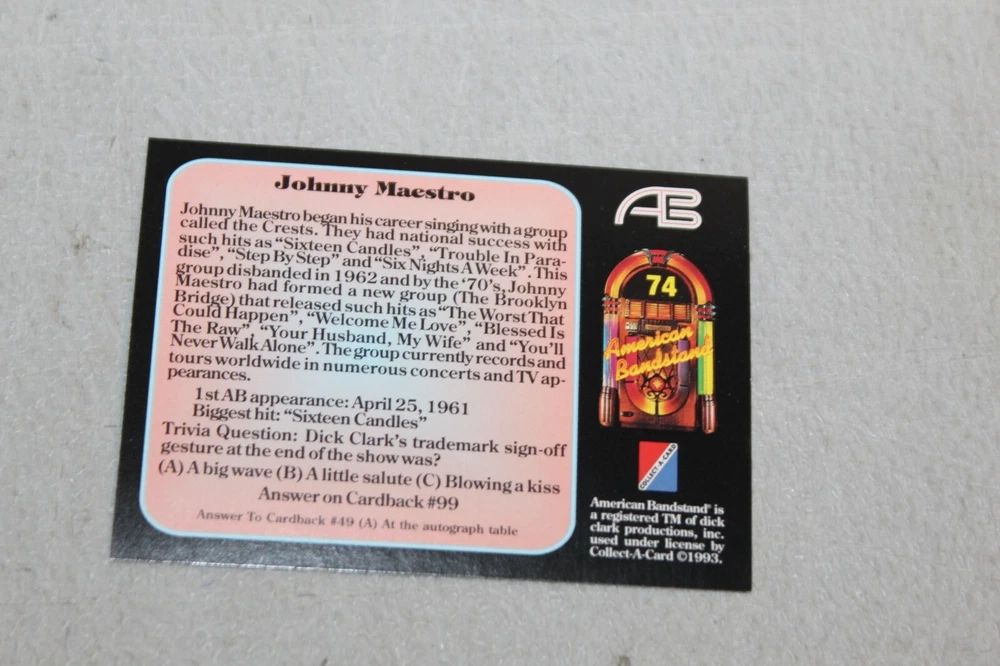 Johnny Maestro
Johnny Maestro began his career singing with a group
called the Crests. They had national success with
such hits as “Sixteen Candles”, “Trouble In Para-
dise”, “Step By Step” and “Six Nights A Week”. This
group disbanded in 1962 and by the ‘70’s, Johnny
Maestro had formed a new group (The Brooklyn
Bridge) that released such hits as “The Worst That
Could Happen”, “Welcome Me Love”, “Blessed Is
The Raw”, “Your Husband, My Wife” and “You’ll
Never Walk Alone”. The group currently records and
tours worldwide in numerous concerts and TV ap-
pearances.
1st AB appearance: April 25, 1961
Biggest hit: “Sixteen Candles”
Trivia Question: Dick Clark’s trademark sign-off
gesture at the end of the show was?
(A) A big wave (B) A little salute (C) Blowing a kiss
Answer on Cardback #99
Answer To Cardback #49 (A) At the autograph table
AB
74
American
Bandstand
COLLECT-A-CARD
American Bandstand® is
a registered TM of dick
clark productions, inc.
used under license by
Collect-A-Card ©1993.